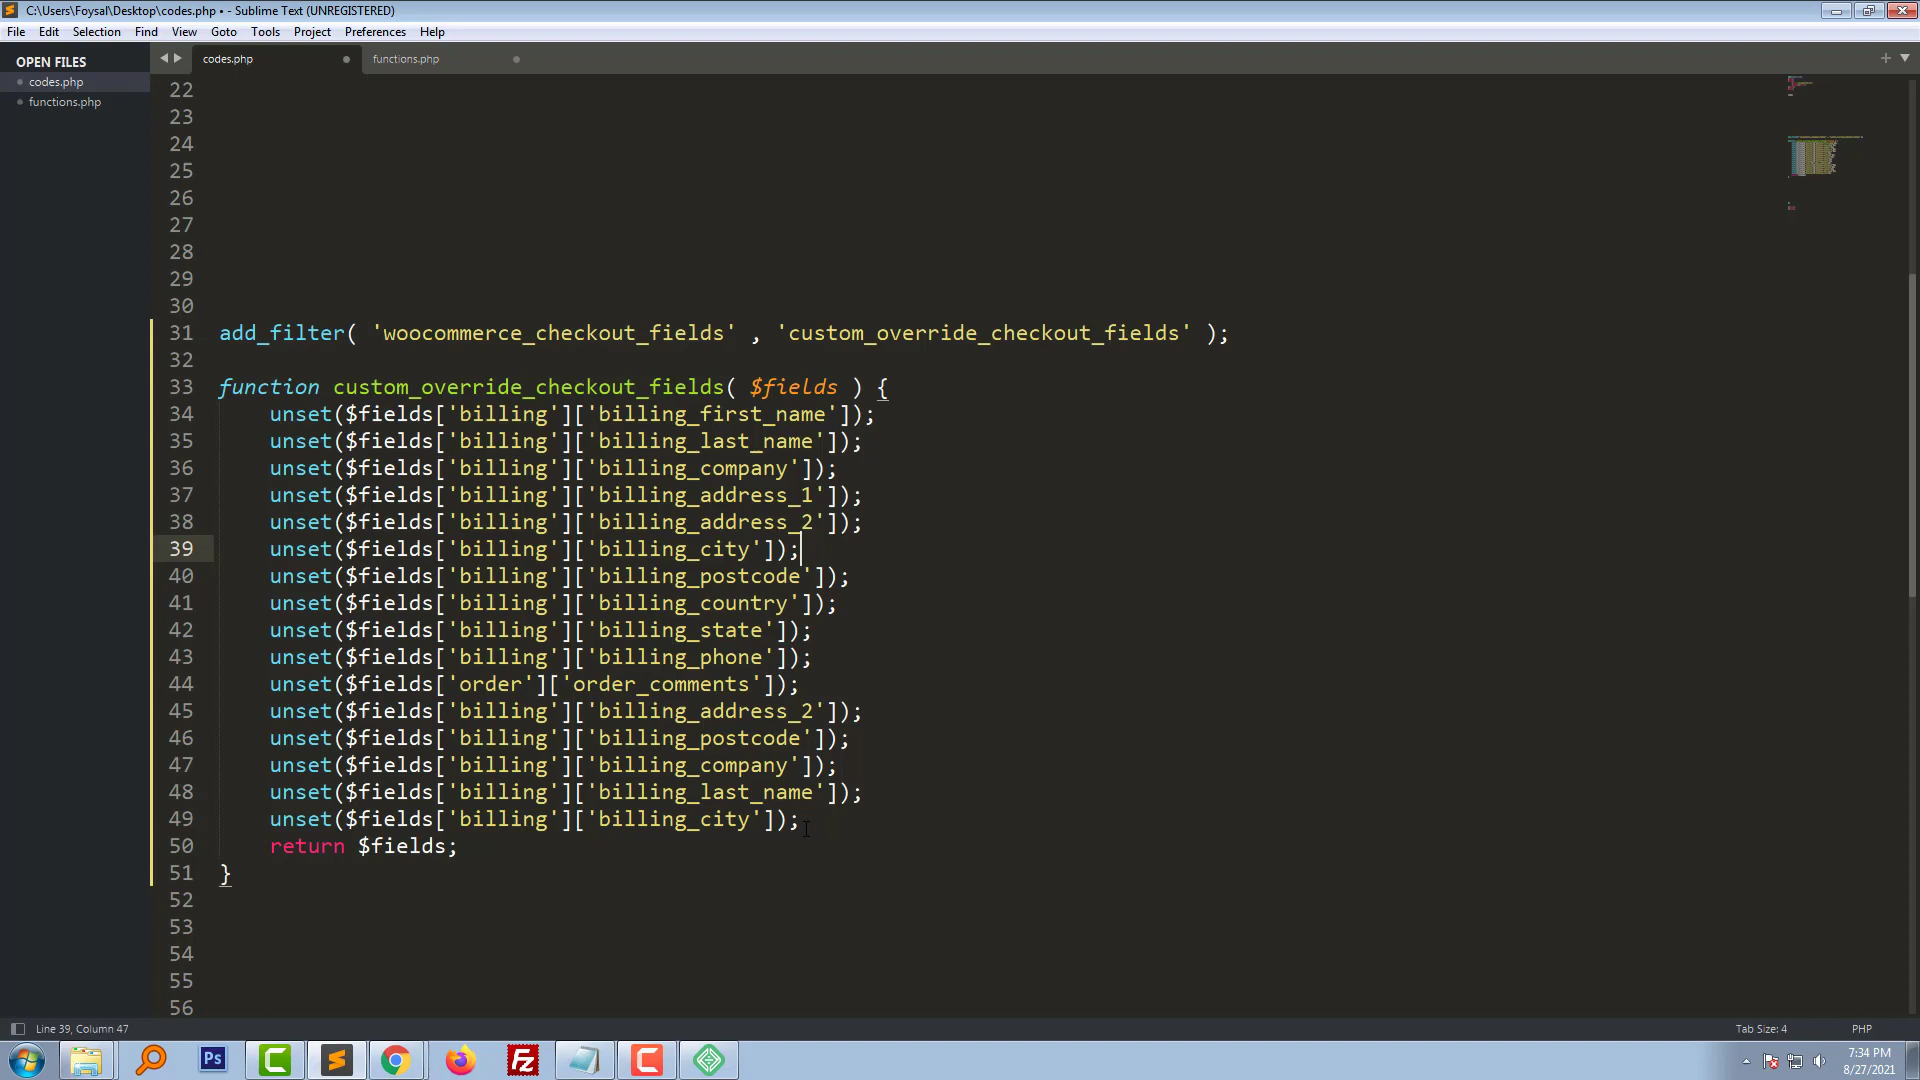 C:\Users\Foysal\Desktop\codes.php • - Sublime Text (UNREGISTERED)
File Edit Selection Find View Goto Tools Project Preferences Help
OPEN FILES
codes.php
functions.php
codes.php functions.php
22
23
24
25
26
27
28
29
30
31 add_filter( 'woocommerce_checkout_fields' , 'custom_override_checkout_fields' );
32
33 function custom_override_checkout_fields( $fields ) {
34 unset($fields['billing']['billing_first_name']);
35 unset($fields['billing']['billing_last_name']);
36 unset($fields['billing']['billing_company']);
37 unset($fields['billing']['billing_address_1']);
38 unset($fields['billing']['billing_address_2']);
39 unset($fields['billing']['billing_city']);
40 unset($fields['billing']['billing_postcode']);
41 unset($fields['billing']['billing_country']);
42 unset($fields['billing']['billing_state']);
43 unset($fields['billing']['billing_phone']);
44 unset($fields['order']['order_comments']);
45 unset($fields['billing']['billing_address_2']);
46 unset($fields['billing']['billing_postcode']);
47 unset($fields['billing']['billing_company']);
48 unset($fields['billing']['billing_last_name']);
49 unset($fields['billing']['billing_city']);
50 return $fields;
51 }
52
53
54
55
56
Line 39, Column 47 Tab Size: 4 PHP
Ps
Fz
7:34 PM
8/27/2021